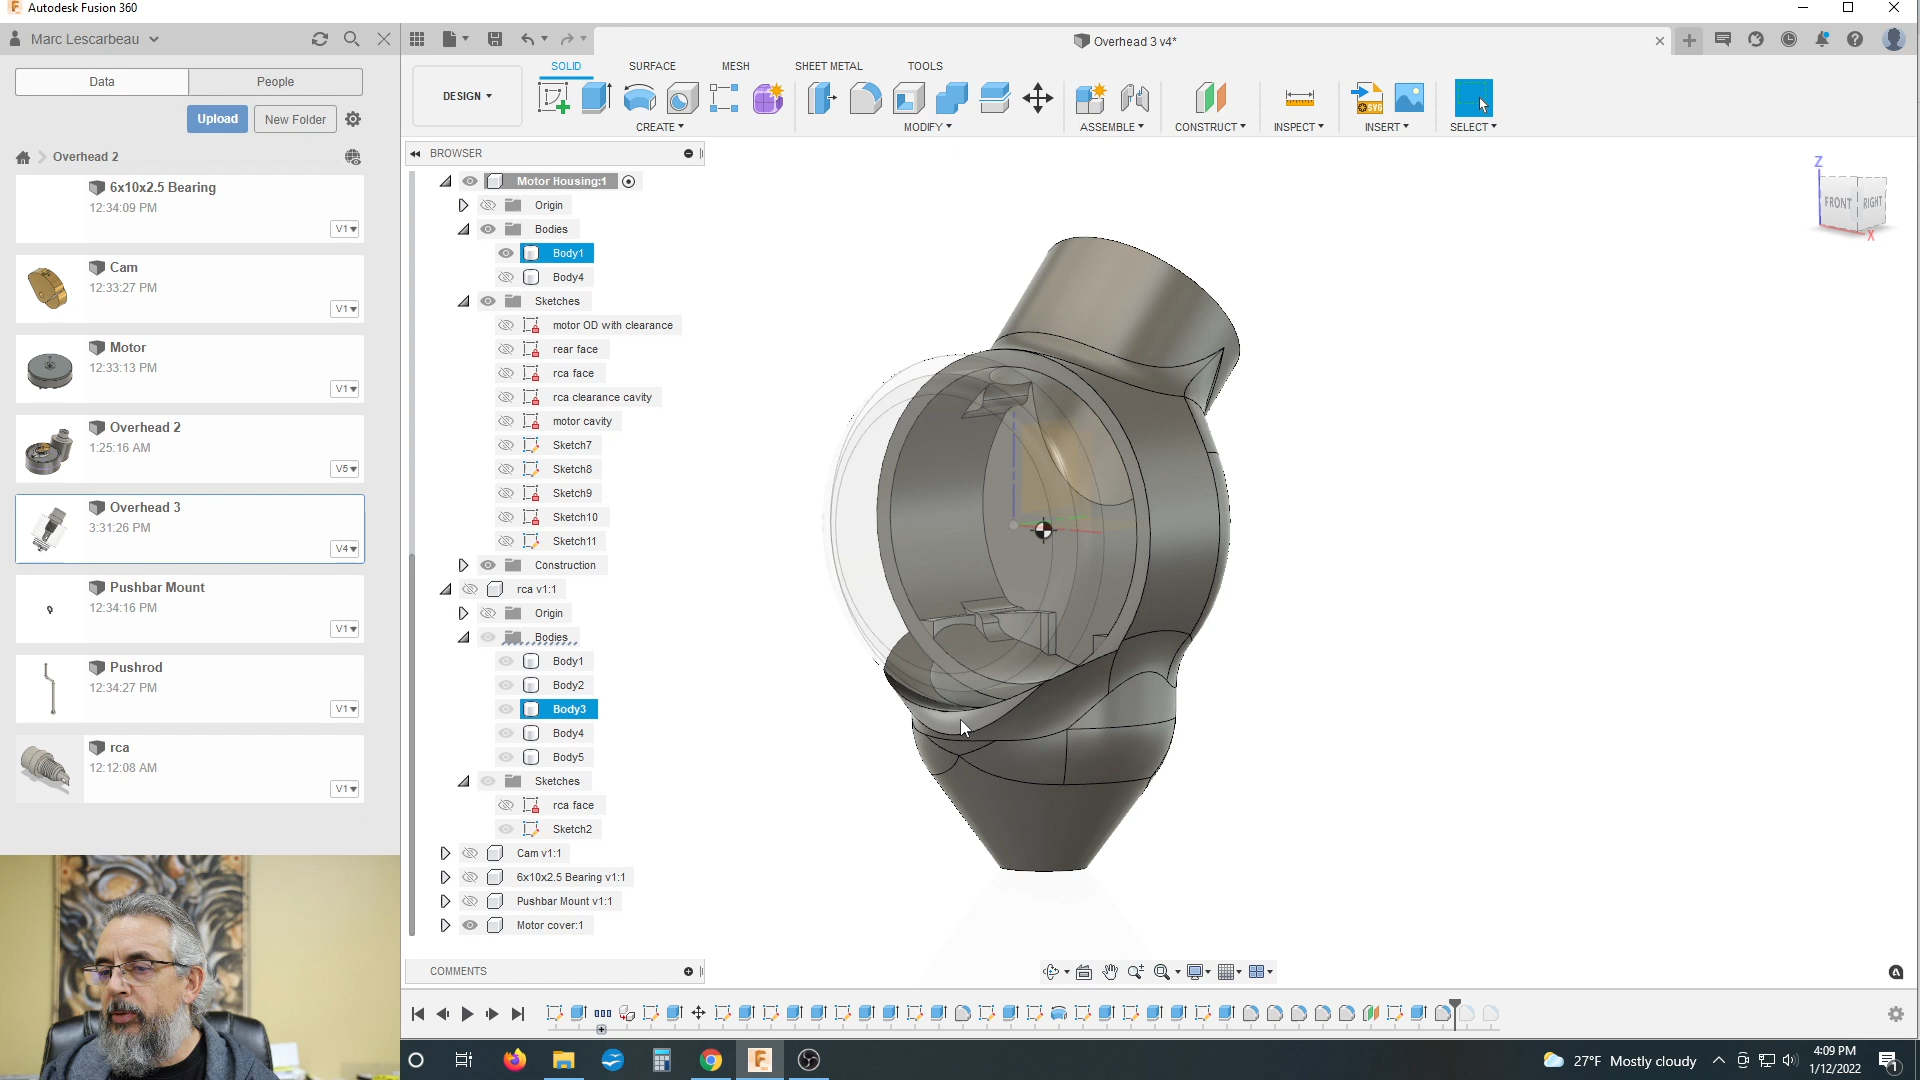 Autodesk Fusion 360
Marc Lescarbeau
Overhead 3 v4*
Data
People
Upload
New Folder
Overhead 2
6x10x2.5 Bearing
12:34:09 PM
V1
Cam
12:33:27 PM
V1
Motor
12:33:13 PM
V1
Overhead 2
1:25:16 AM
V5
Overhead 3
3:31:26 PM
V4
Pushbar Mount
12:34:16 PM
V1
Pushrod
12:34:27 PM
V1
rca
12:12:08 AM
V1
SOLID
SURFACE
MESH
SHEET METAL
TOOLS
DESIGN
CREATE
MODIFY
ASSEMBLE
CONSTRUCT
INSPECT
INSERT
SELECT
BROWSER
Motor Housing:1
Origin
Bodies
Body1
Body4
Sketches
motor OD with clearance
rear face
rca face
rca clearance cavity
motor cavity
Sketch7
Sketch8
Sketch9
Sketch10
Sketch11
Construction
rca v1:1
Origin
Bodies
Body1
Body2
Body3
Body4
Body5
Sketches
rca face
Sketch2
Cam v1:1
6x10x2.5 Bearing v1:1
Pushbar Mount v1:1
Motor cover:1
COMMENTS
Z
FRONT
RIGHT
X
27°F Mostly cloudy
4:09 PM
1/12/2022
1